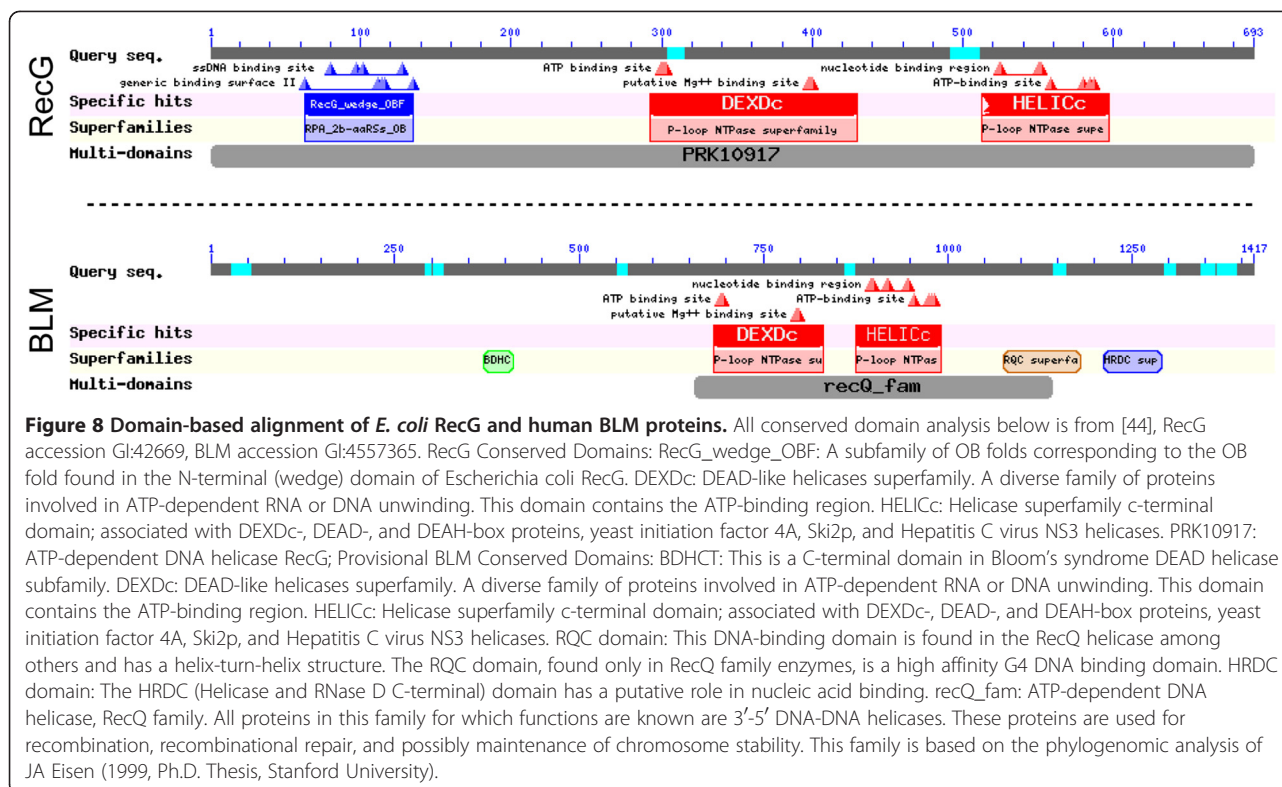 RecG
1 100 200 300 400 500 600 693
Query seq.
ssDNA binding site ATP binding site nucleotide binding region
generic binding surface II putative Mg++ binding site ATP-binding site
Specific hits RecG_wedge_OBF DEXDc HELICc
Superfamilies RPA_2b-aaRSs_OB P-loop NTPase superfamily P-loop NTPase supe
Multi-domains PRK10917
BLM
1 250 500 750 1000 1250 1417
Query seq.
nucleotide binding region
ATP binding site ATP-binding site
putative Mg++ binding site
Specific hits DEXDc HELICc
Superfamilies BDHC P-loop NTPase su P-loop NTPas RQC superfa HRDC sup
Multi-domains recQ_fam
Figure 8 Domain-based alignment of E. coli RecG and human BLM proteins. All conserved domain analysis below is from [44], RecG
accession GI:42669, BLM accession GI:4557365. RecG Conserved Domains: RecG_wedge_OBF: A subfamily of OB folds corresponding to the OB
fold found in the N-terminal (wedge) domain of Escherichia coli RecG. DEXDc: DEAD-like helicases superfamily. A diverse family of proteins
involved in ATP-dependent RNA or DNA unwinding. This domain contains the ATP-binding region. HELICc: Helicase superfamily c-terminal
domain; associated with DEXDc-, DEAD-, and DEAH-box proteins, yeast initiation factor 4A, Ski2p, and Hepatitis C virus NS3 helicases. PRK10917:
ATP-dependent DNA helicase RecG; Provisional BLM Conserved Domains: BDHCT: This is a C-terminal domain in Bloom's syndrome DEAD helicase
subfamily. DEXDc: DEAD-like helicases superfamily. A diverse family of proteins involved in ATP-dependent RNA or DNA unwinding. This domain
contains the ATP-binding region. HELICc: Helicase superfamily c-terminal domain; associated with DEXDc-, DEAD-, and DEAH-box proteins, yeast
initiation factor 4A, Ski2p, and Hepatitis C virus NS3 helicases. RQC domain: This DNA-binding domain is found in the RecQ helicase among
others and has a helix-turn-helix structure. The RQC domain, found only in RecQ family enzymes, is a high affinity G4 DNA binding domain. HRDC
domain: The HRDC (Helicase and RNase D C-terminal) domain has a putative role in nucleic acid binding. recQ_fam: ATP-dependent DNA
helicase, RecQ family. All proteins in this family for which functions are known are 3′-5′ DNA-DNA helicases. These proteins are used for
recombination, recombinational repair, and possibly maintenance of chromosome stability. This family is based on the phylogenomic analysis of
JA Eisen (1999, Ph.D. Thesis, Stanford University).